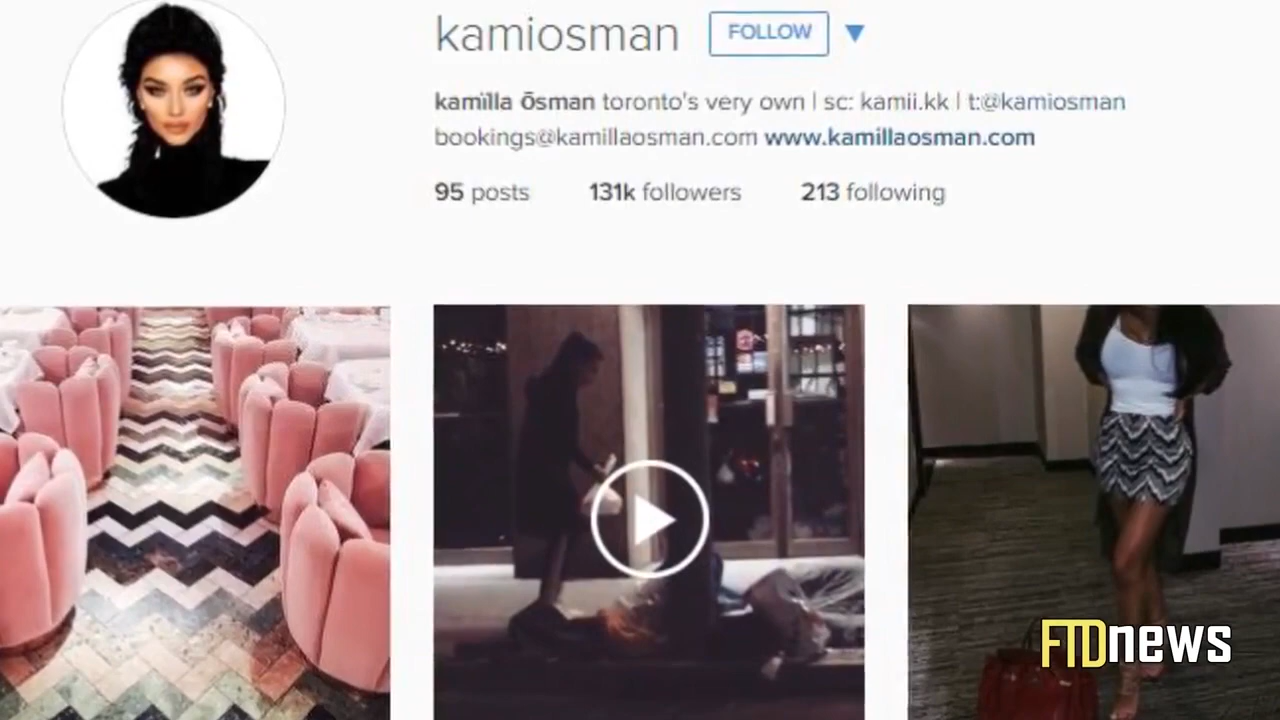 kamiosman FOLLOW
kamïlla ōsman toronto's very own | sc: kamii.kk | t:@kamiosman
bookings@kamillaosman.com www.kamillaosman.com
95 posts 131k followers 213 following
FTDnews